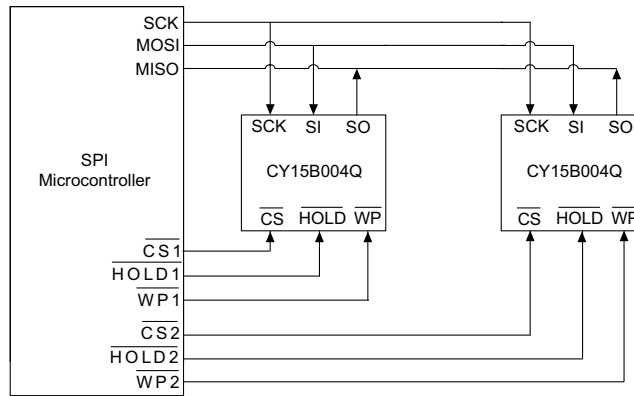 SCK
MOSI
MISO
SCK SI SO
SCK SI SO
SPI
Microcontroller
CY15B004Q
CY15B004Q
CS HOLD WP
CS HOLD WP
CS1
HOLD1
WP1
CS2
HOLD2
WP2